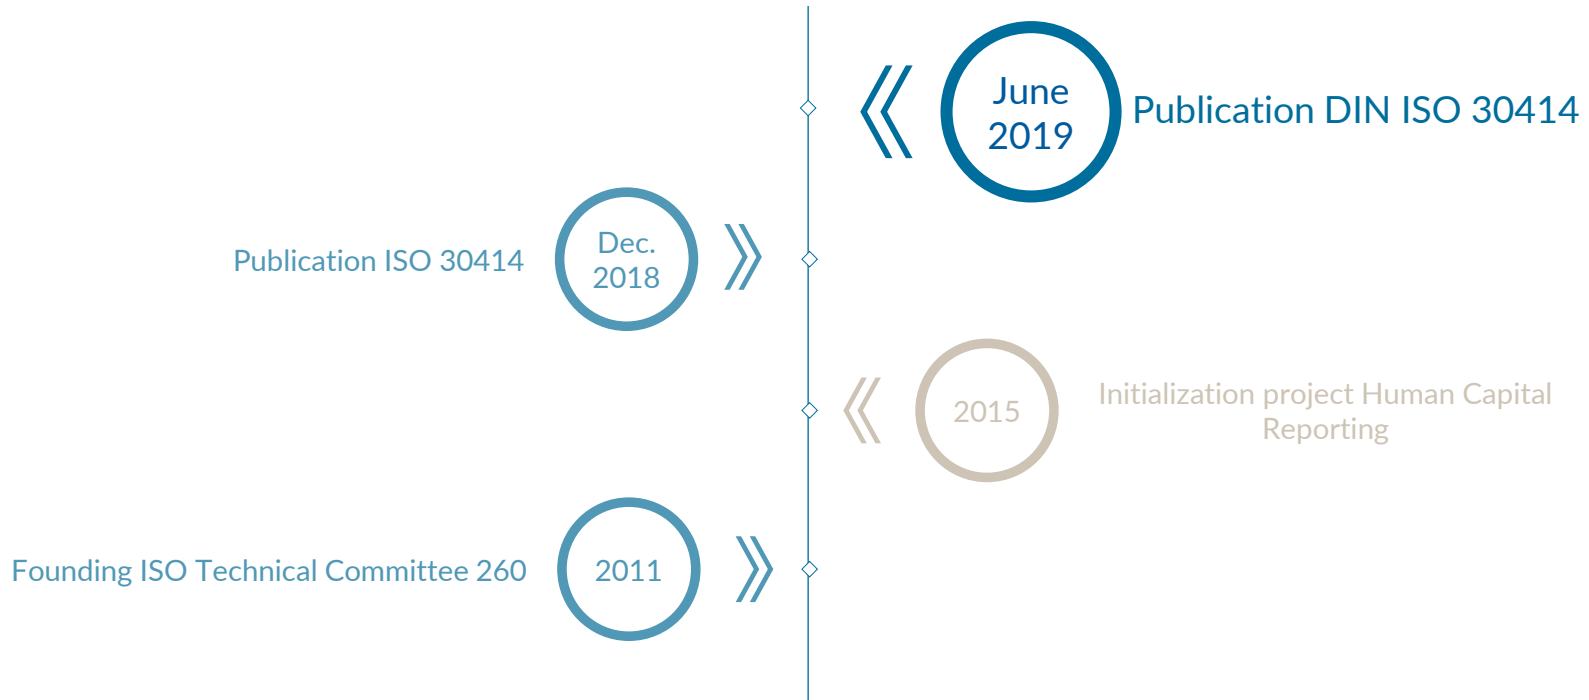 June
2019
Publication DIN ISO 30414
Publication ISO 30414
Dec.
2018
2015
Initialization project Human Capital
Reporting
Founding ISO Technical Committee 260
2011